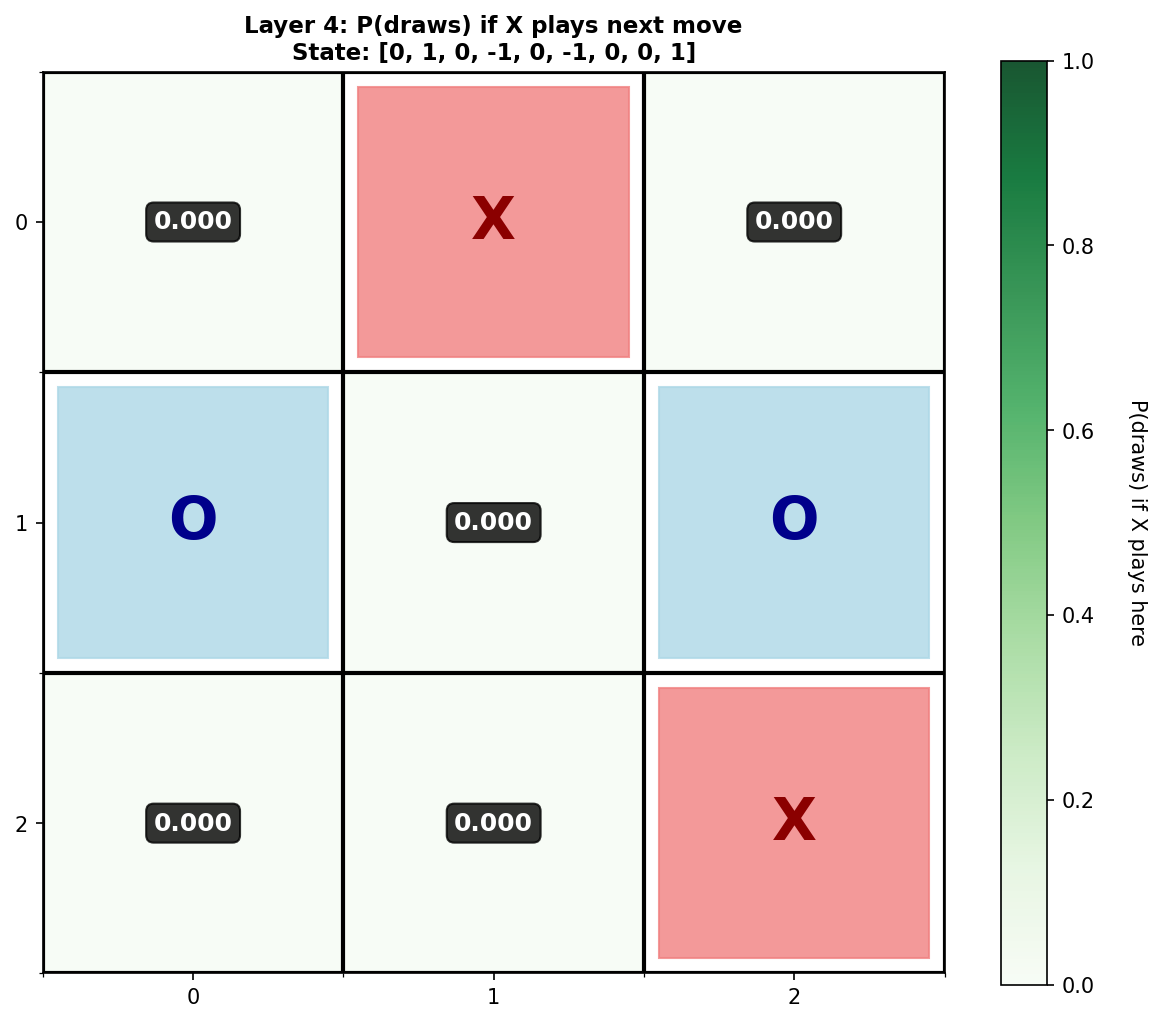 Layer 4: P(draws) if X plays next move
State: [0, 1, 0, -1, 0, -1, 0, 0, 1]
0.000
X
0.000
O
0.000
O
0.000
0.000
X
0
1
2
0
1
2
1.0
0.8
0.6
0.4
0.2
0.0
P(draws) if X plays here